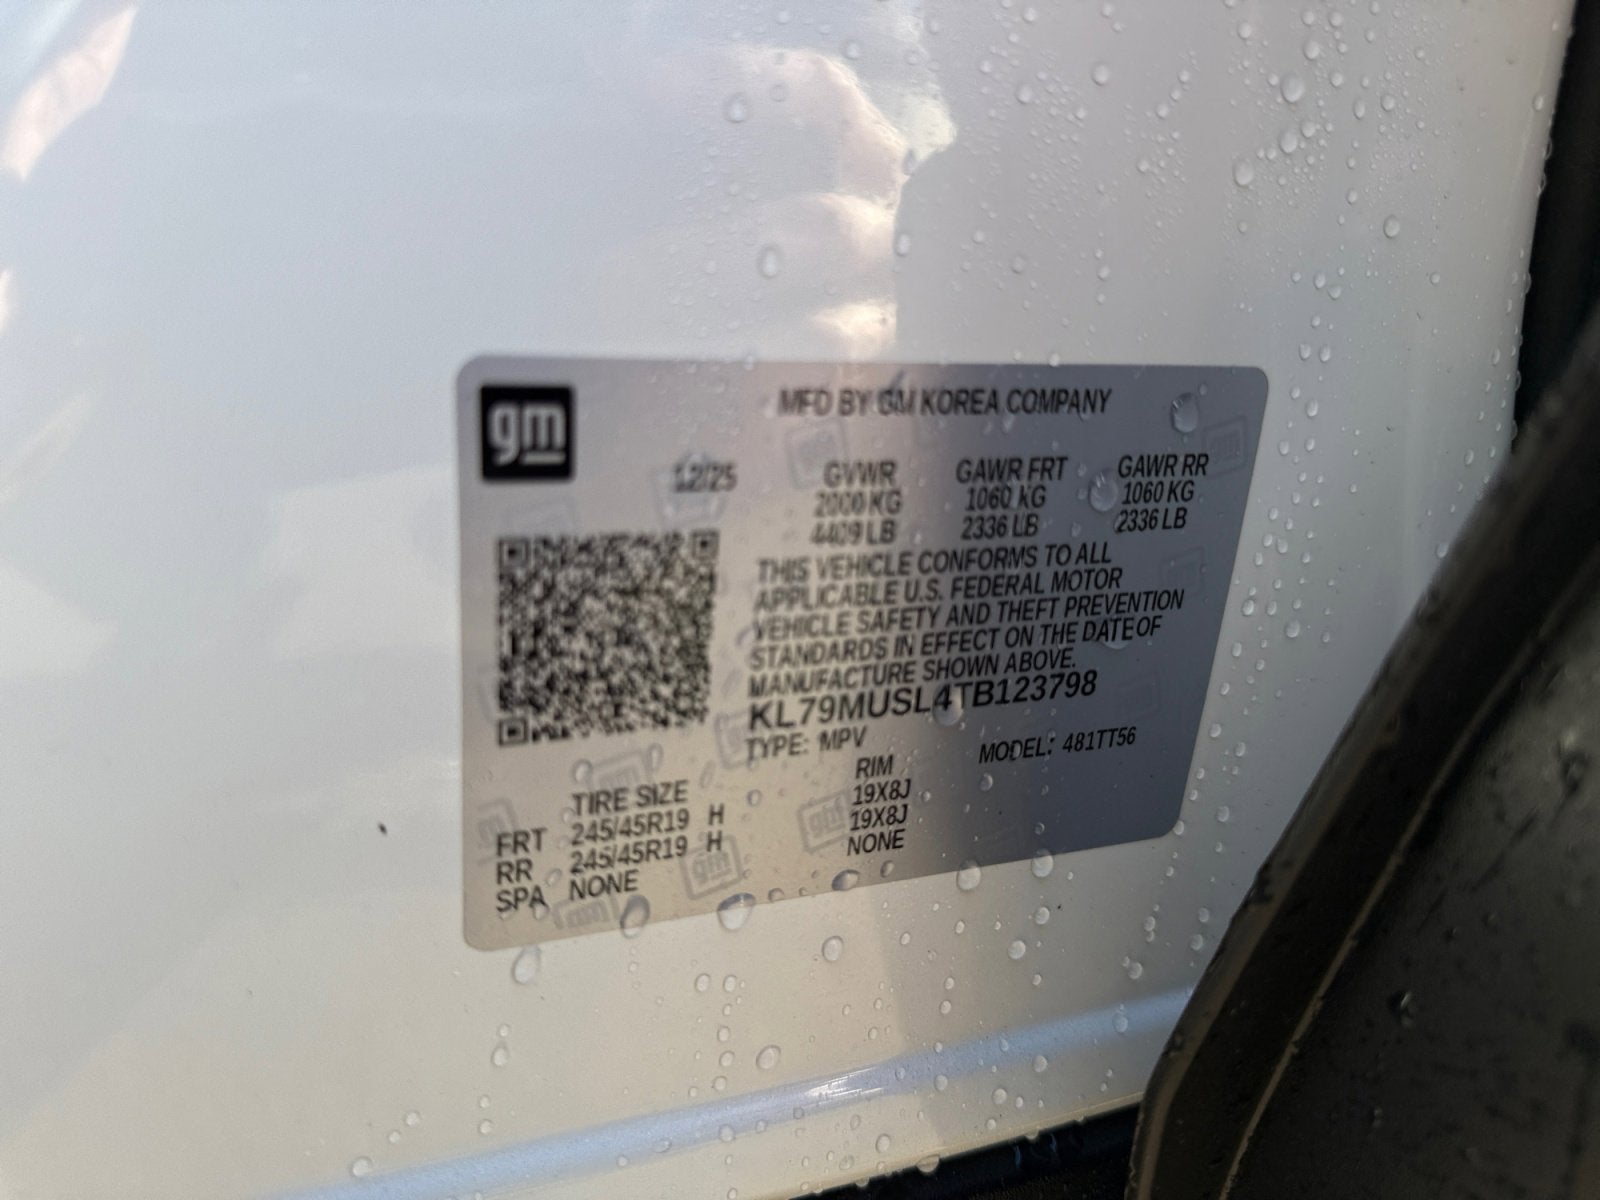 gm
MFD BY GM KOREA COMPANY
12/25 GVWR GAWR FRT GAWR RR
2000 KG 1060 KG 1060 KG
4409 LB 2336 LB 2336 LB
THIS VEHICLE CONFORMS TO ALL
APPLICABLE U.S. FEDERAL MOTOR
VEHICLE SAFETY AND THEFT PREVENTION
STANDARDS IN EFFECT ON THE DATE OF
MANUFACTURE SHOWN ABOVE.
KL79MUSL4TB123798
TYPE: MPV MODEL: 481TT56
TIRE SIZE RIM
FRT 245/45R19 H 19X8J
RR 245/45R19 H 19X8J
SPA NONE NONE